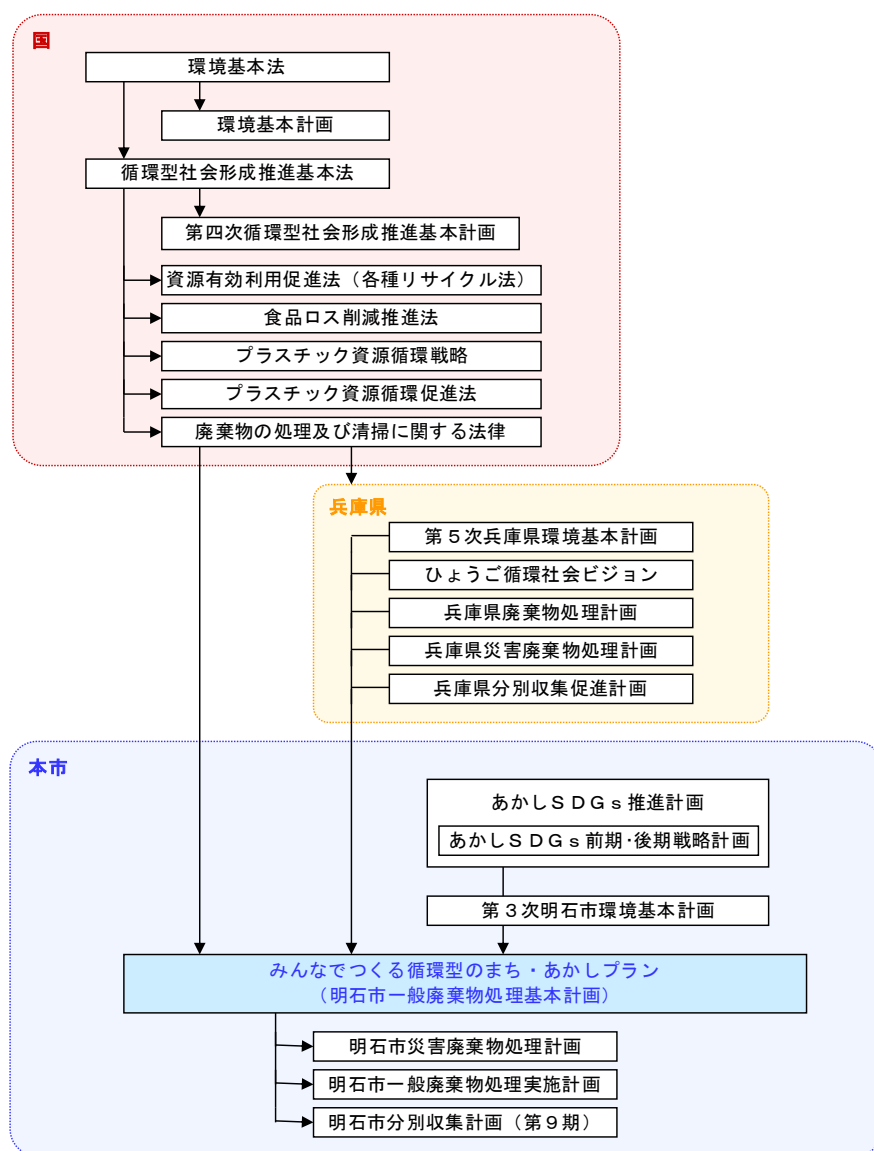 国
環境基本法
環境基本計画
循環型社会形成推進基本法
第四次循環型社会形成推進基本計画
資源有効利用促進法（各種リサイクル法）
食品ロス削減推進法
プラスチック資源循環戦略
プラスチック資源循環促進法
廃棄物の処理及び清掃に関する法律
兵庫県
第５次兵庫県環境基本計画
ひょうご循環社会ビジョン
兵庫県廃棄物処理計画
兵庫県災害廃棄物処理計画
兵庫県分別収集促進計画
本市
あかしＳＤＧｓ推進計画
あかしＳＤＧｓ前期･後期戦略計画
第３次明石市環境基本計画
みんなでつくる循環型のまち・あかしプラン
（明石市一般廃棄物処理基本計画）
明石市災害廃棄物処理計画
明石市一般廃棄物処理実施計画
明石市分別収集計画（第９期）